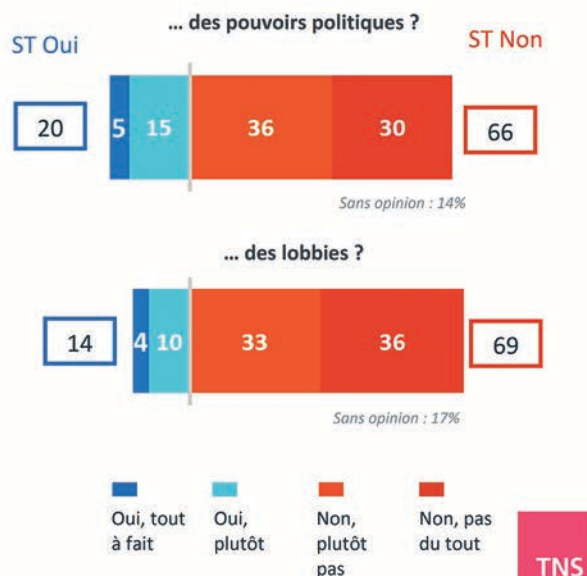 ... des pouvoirs politiques ?
ST Oui
ST Non
20
5
15
36
30
66
Sans opinion : 14%
... des lobbies ?
14
4
10
33
36
69
Sans opinion : 17%
Oui, tout
à fait
Oui,
plutôt
Non,
plutôt
pas
Non, pas
du tout
TNS